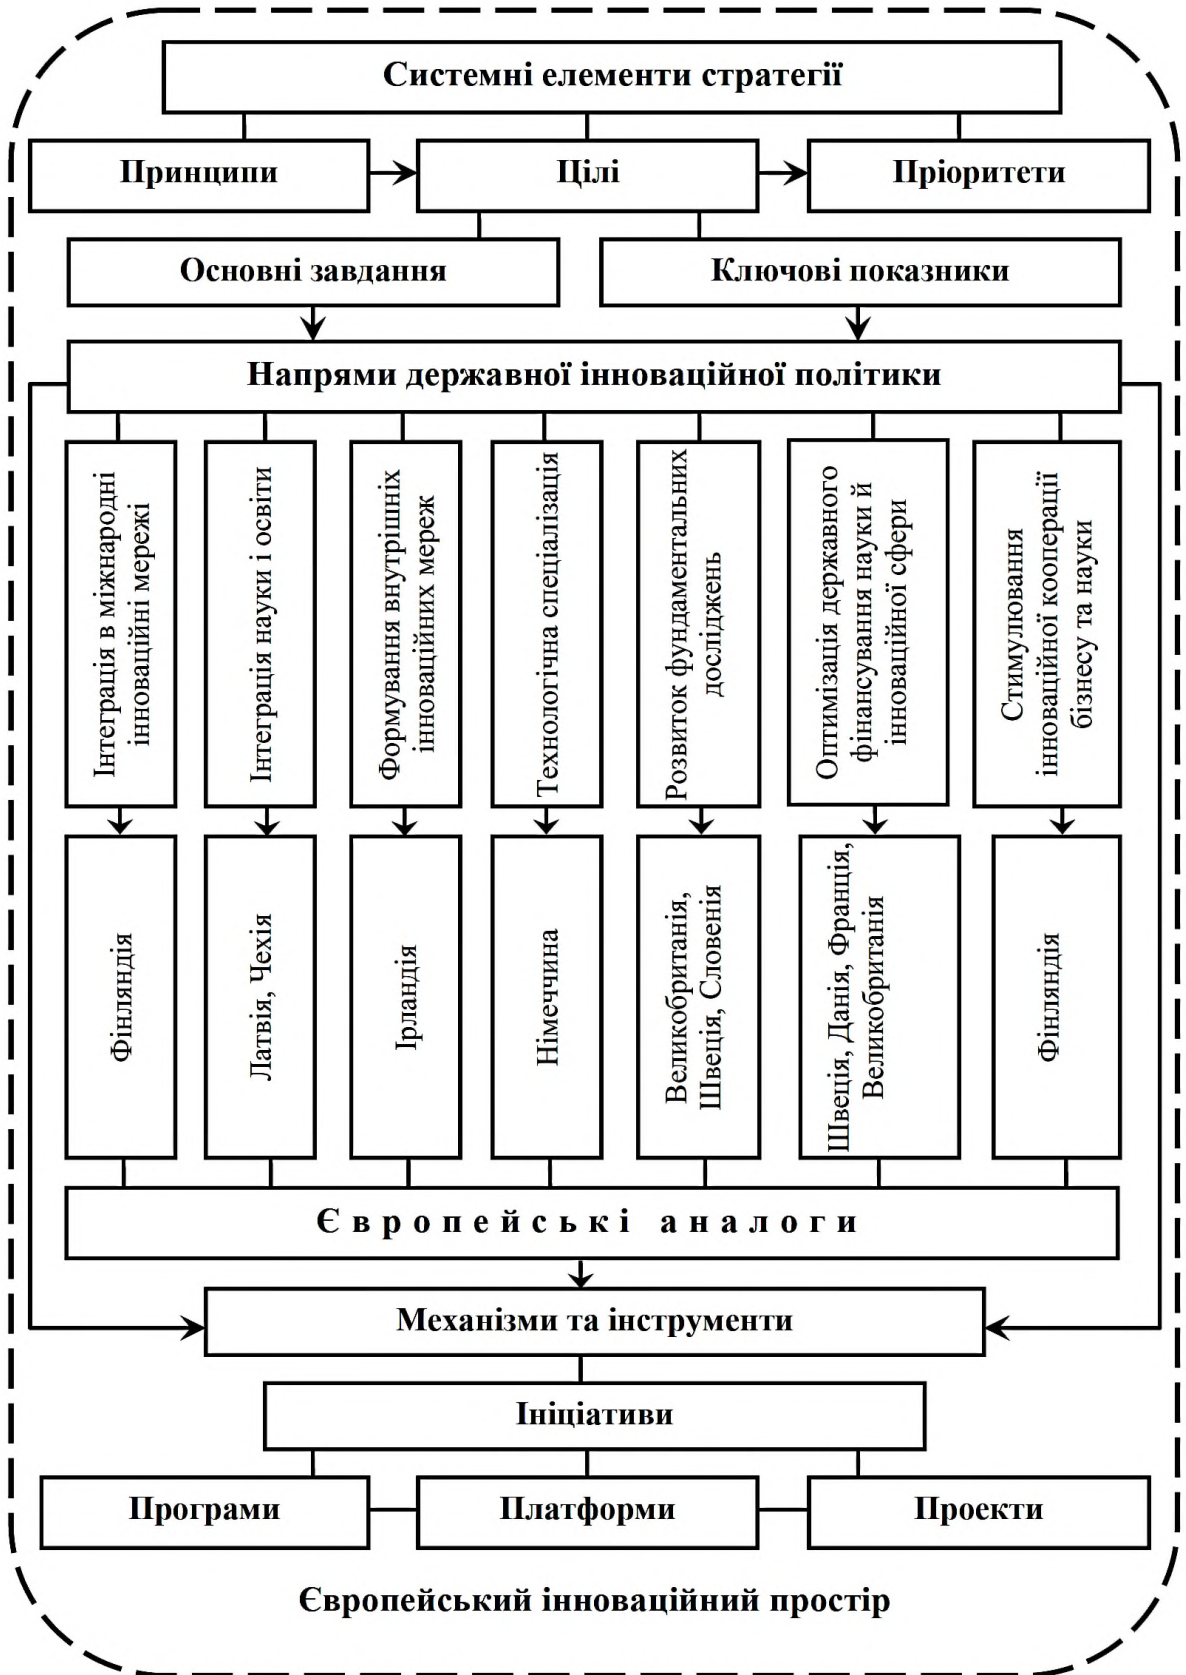 Системні елементи стратегії
Принципи
Цілі
Пріоритети
Основні завдання
Ключові показники
Напрями державної інноваційної політики
Інтеграція в міжнародні
інноваційні мережі
Інтеграція науки і освіти
Формування внутрішніх
інноваційних мереж
Технологічна спеціалізація
Розвиток фундаментальних
досліджень
Оптимізація державного
фінансування науки й
інноваційної сфери
Стимулювання
інноваційної кооперації
бізнесу та науки
Фінляндія
Латвія, Чехія
Ірландія
Німеччина
Великобританія,
Швеція, Словенія
Швеція, Данія, Франція,
Великобританія
Фінляндія
Європейські аналоги
Механізми та інструменти
Ініціативи
Програми
Платформи
Проекти
Європейський інноваційний простір